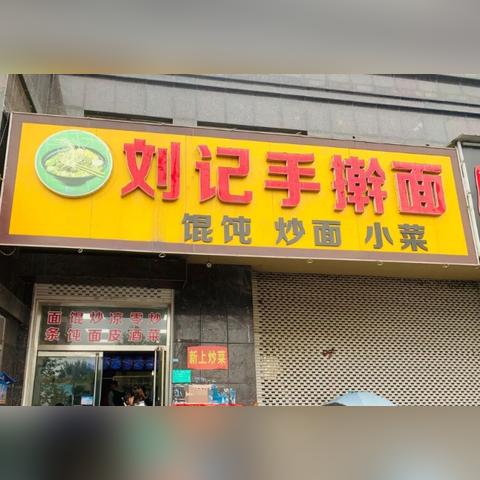 刘记手擀面
馄饨 炒面 小菜
面馄炒凉零炒
条饨面皮酒菜
新上炒菜